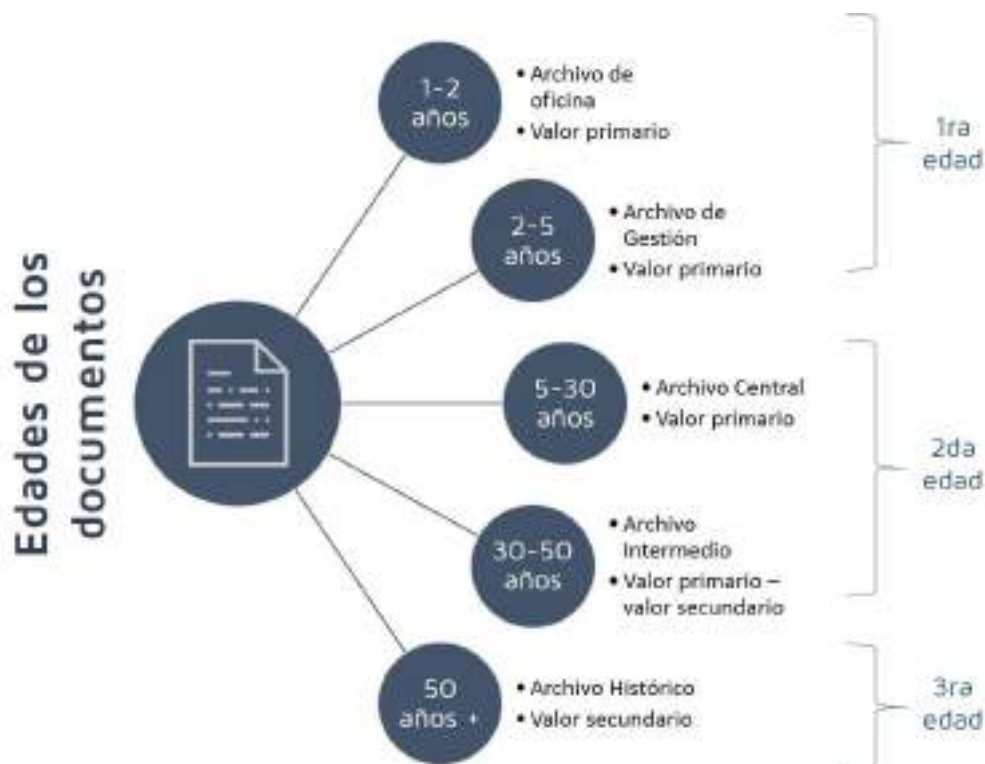 Edades de los
documentos
1-2
años
• Archivo de
oficina
• Valor primario
1ra
edad
2-5
años
• Archivo de
Gestión
• Valor primario
5-30
años
• Archivo Central
• Valor primario
2da
edad
30-50
años
• Archivo
Intermedio
• Valor primario –
valor secundario
50
años +
• Archivo Histórico
• Valor secundario
3ra
edad